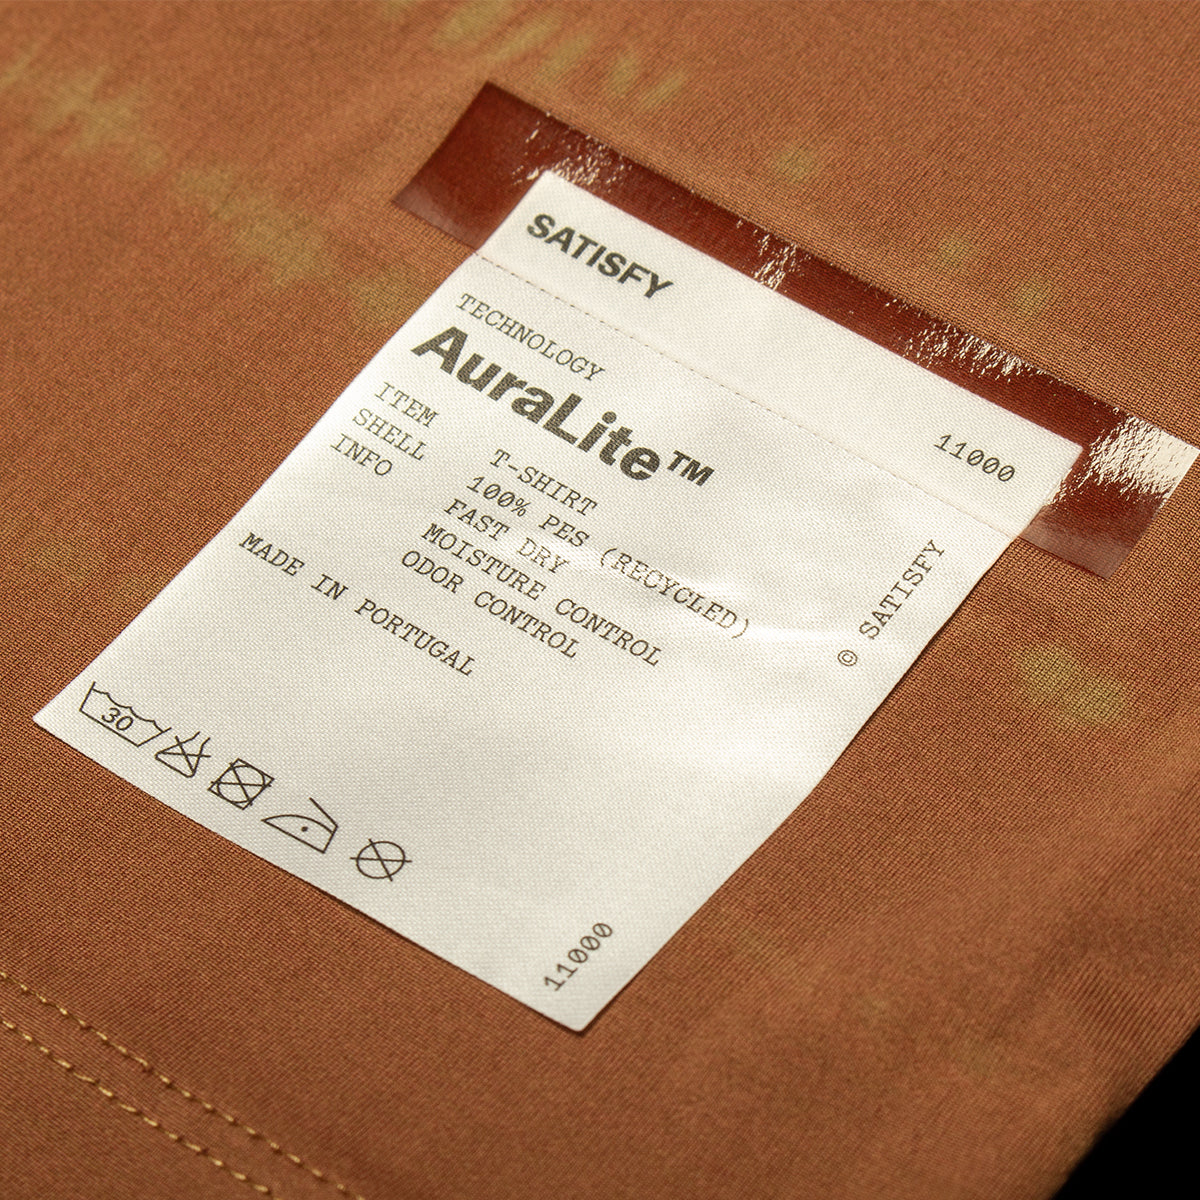 SATISFY
11000
TECHNOLOGY
AuraLite™
ITEM T-SHIRT
SHELL 100% PES (RECYCLED)
INFO FAST DRY
MOISTURE CONTROL
ODOR CONTROL
MADE IN PORTUGAL
© SATISFY
30
11000